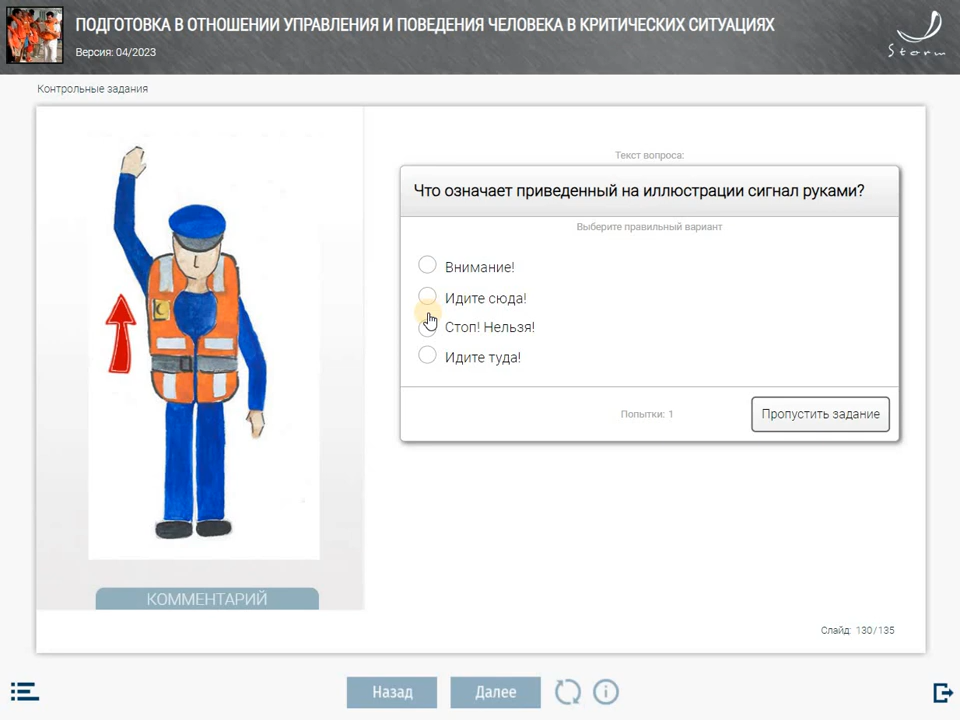 ПОДГОТОВКА В ОТНОШЕНИИ УПРАВЛЕНИЯ И ПОВЕДЕНИЯ ЧЕЛОВЕКА В КРИТИЧЕСКИХ СИТУАЦИЯХ
Версия: 04/2023
Storm
Контрольные задания
Текст вопроса:
Что означает приведенный на иллюстрации сигнал руками?
Выберите правильный вариант
Внимание!
Идите сюда!
Стоп! Нельзя!
Идите туда!
Попытки: 1
Пропустить задание
КОММЕНТАРИЙ
Слайд: 130/135
Назад
Далее